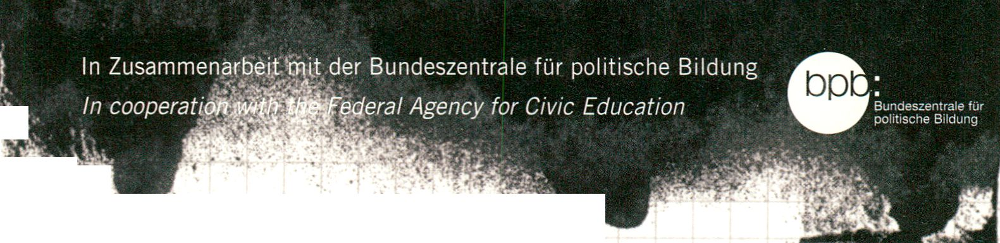 In Zusammenarbeit mit der Bundeszentrale für politische Bildung
In cooperation with the Federal Agency for Civic Education
bpb:
Bundeszentrale für
politische Bildung